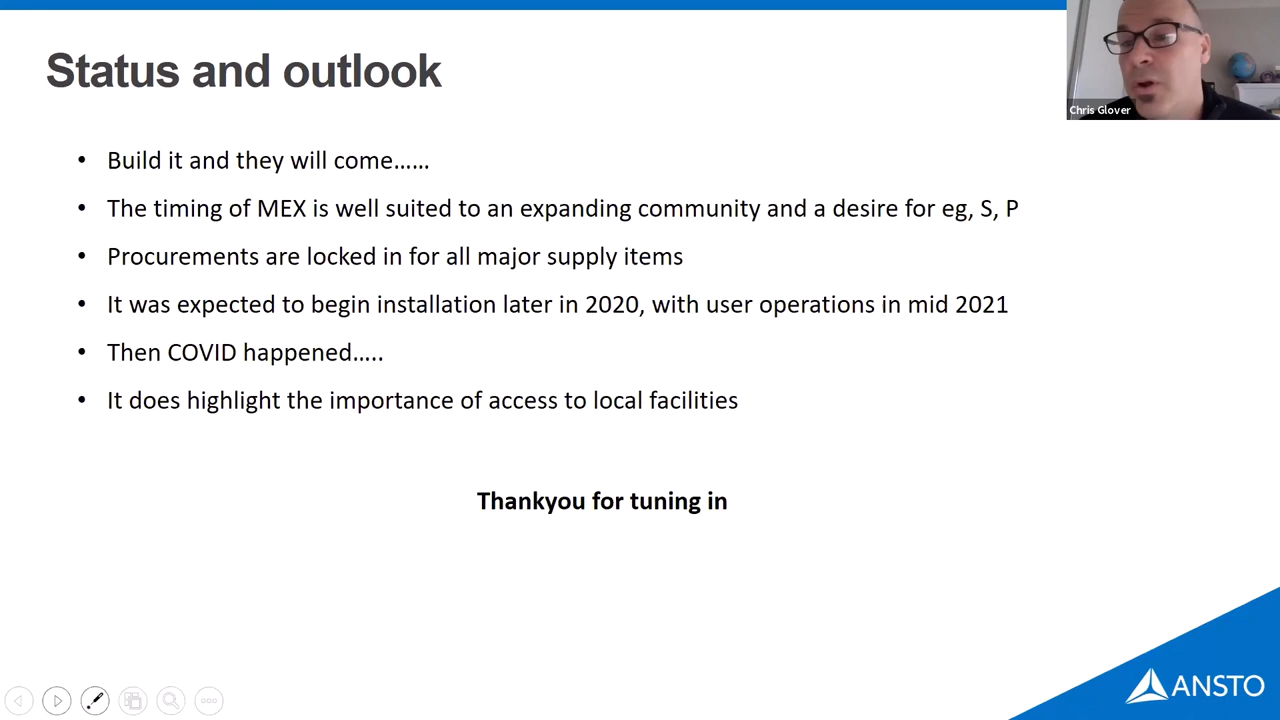 Status and outlook
Chris Glover
• Build it and they will come......
• The timing of MEX is well suited to an expanding community and a desire for eg, S, P
• Procurements are locked in for all major supply items
• It was expected to begin installation later in 2020, with user operations in mid 2021
• Then COVID happened.....
• It does highlight the importance of access to local facilities
Thankyou for tuning in
ANSTO